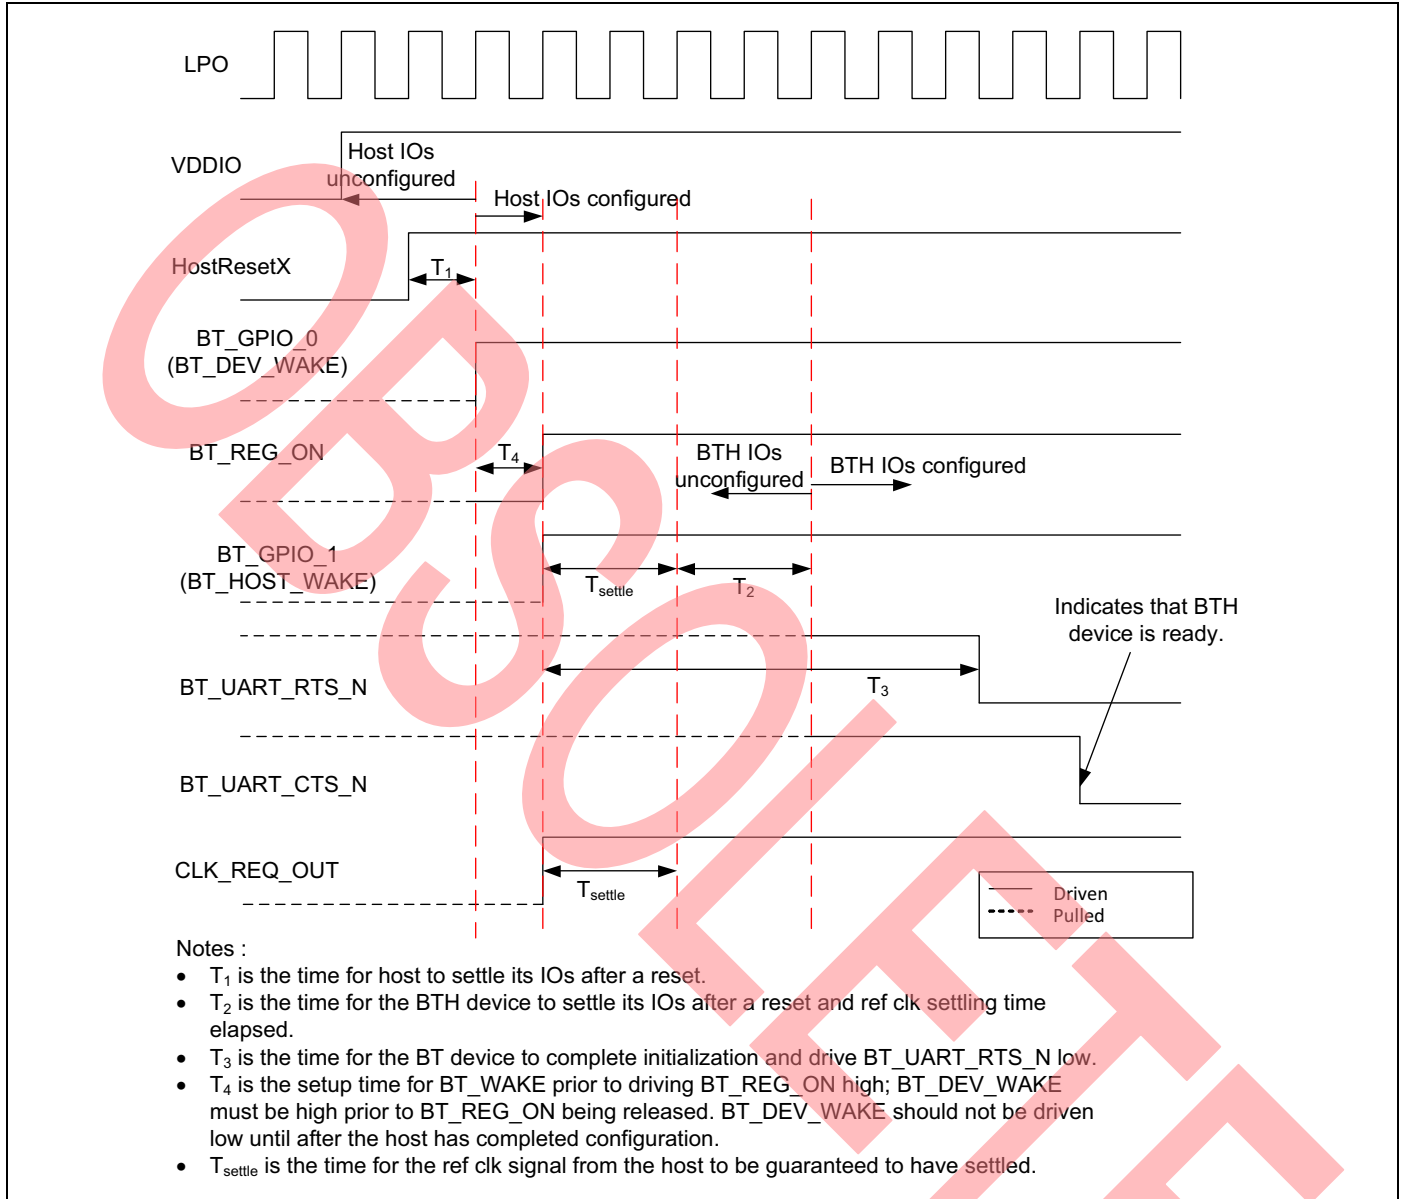 LPO
VDDIO
Host IOs
unconfigured
Host IOs configured
HostResetX
T1
BT_GPIO_0
(BT_DEV_WAKE)
BT_REG_ON
T4
BTH IOs
unconfigured
BTH IOs configured
BT_GPIO_1
(BT_HOST_WAKE)
Tsettle
T2
Indicates that BTH
device is ready.
BT_UART_RTS_N
T3
BT_UART_CTS_N
CLK_REQ_OUT
Tsettle
Driven
Pulled
Notes :
• T1 is the time for host to settle its IOs after a reset.
• T2 is the time for the BTH device to settle its IOs after a reset and ref clk settling time
elapsed.
• T3 is the time for the BT device to complete initialization and drive BT_UART_RTS_N low.
• T4 is the setup time for BT_WAKE prior to driving BT_REG_ON high; BT_DEV_WAKE
must be high prior to BT_REG_ON being released. BT_DEV_WAKE should not be driven
low until after the host has completed configuration.
• Tsettle is the time for the ref clk signal from the host to be guaranteed to have settled.
OBSOLETE